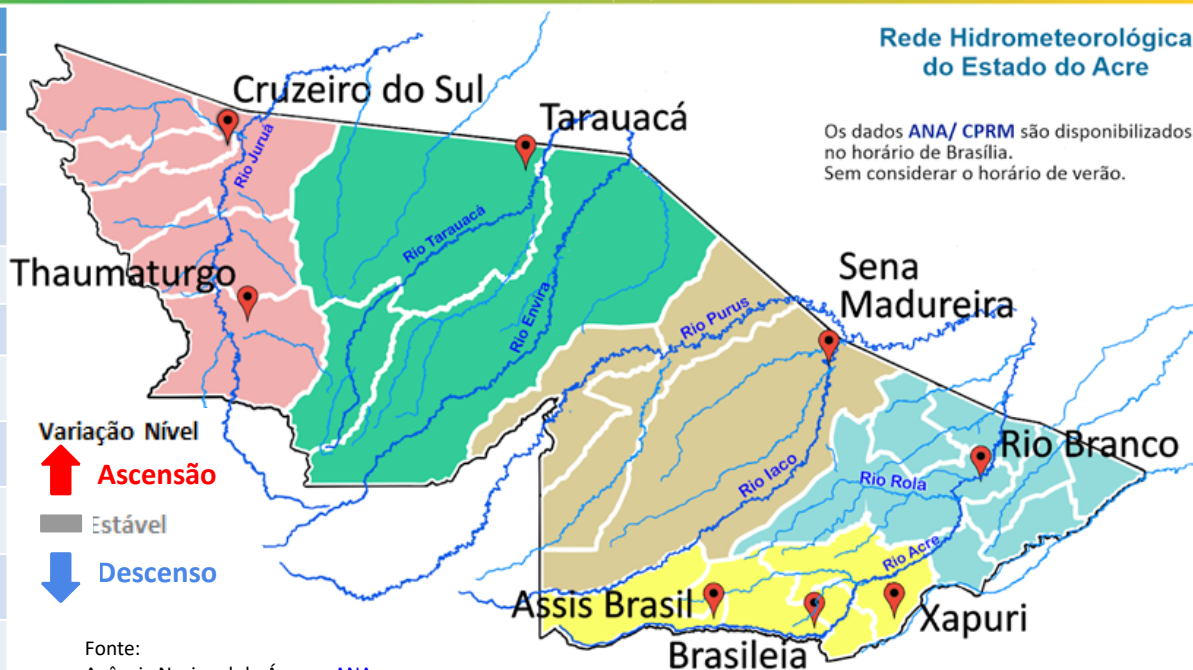 Rede Hidrometeorológica
do Estado do Acre
Os dados ANA/ CPRM são disponibilizados
no horário de Brasília.
Sem considerar o horário de verão.
Cruzeiro do Sul
Tarauacá
Rio Juruá
Rio Tarauacá
Thaumaturgo
Rio Envira
Sena
Madureira
Rio Purus
Variação Nível
Ascensão
Estável
Descenso
Rio Branco
Rio Iaco
Rio Rola
Rio Acre
Assis Brasil
Xapuri
Brasileia
Fonte:
ANA